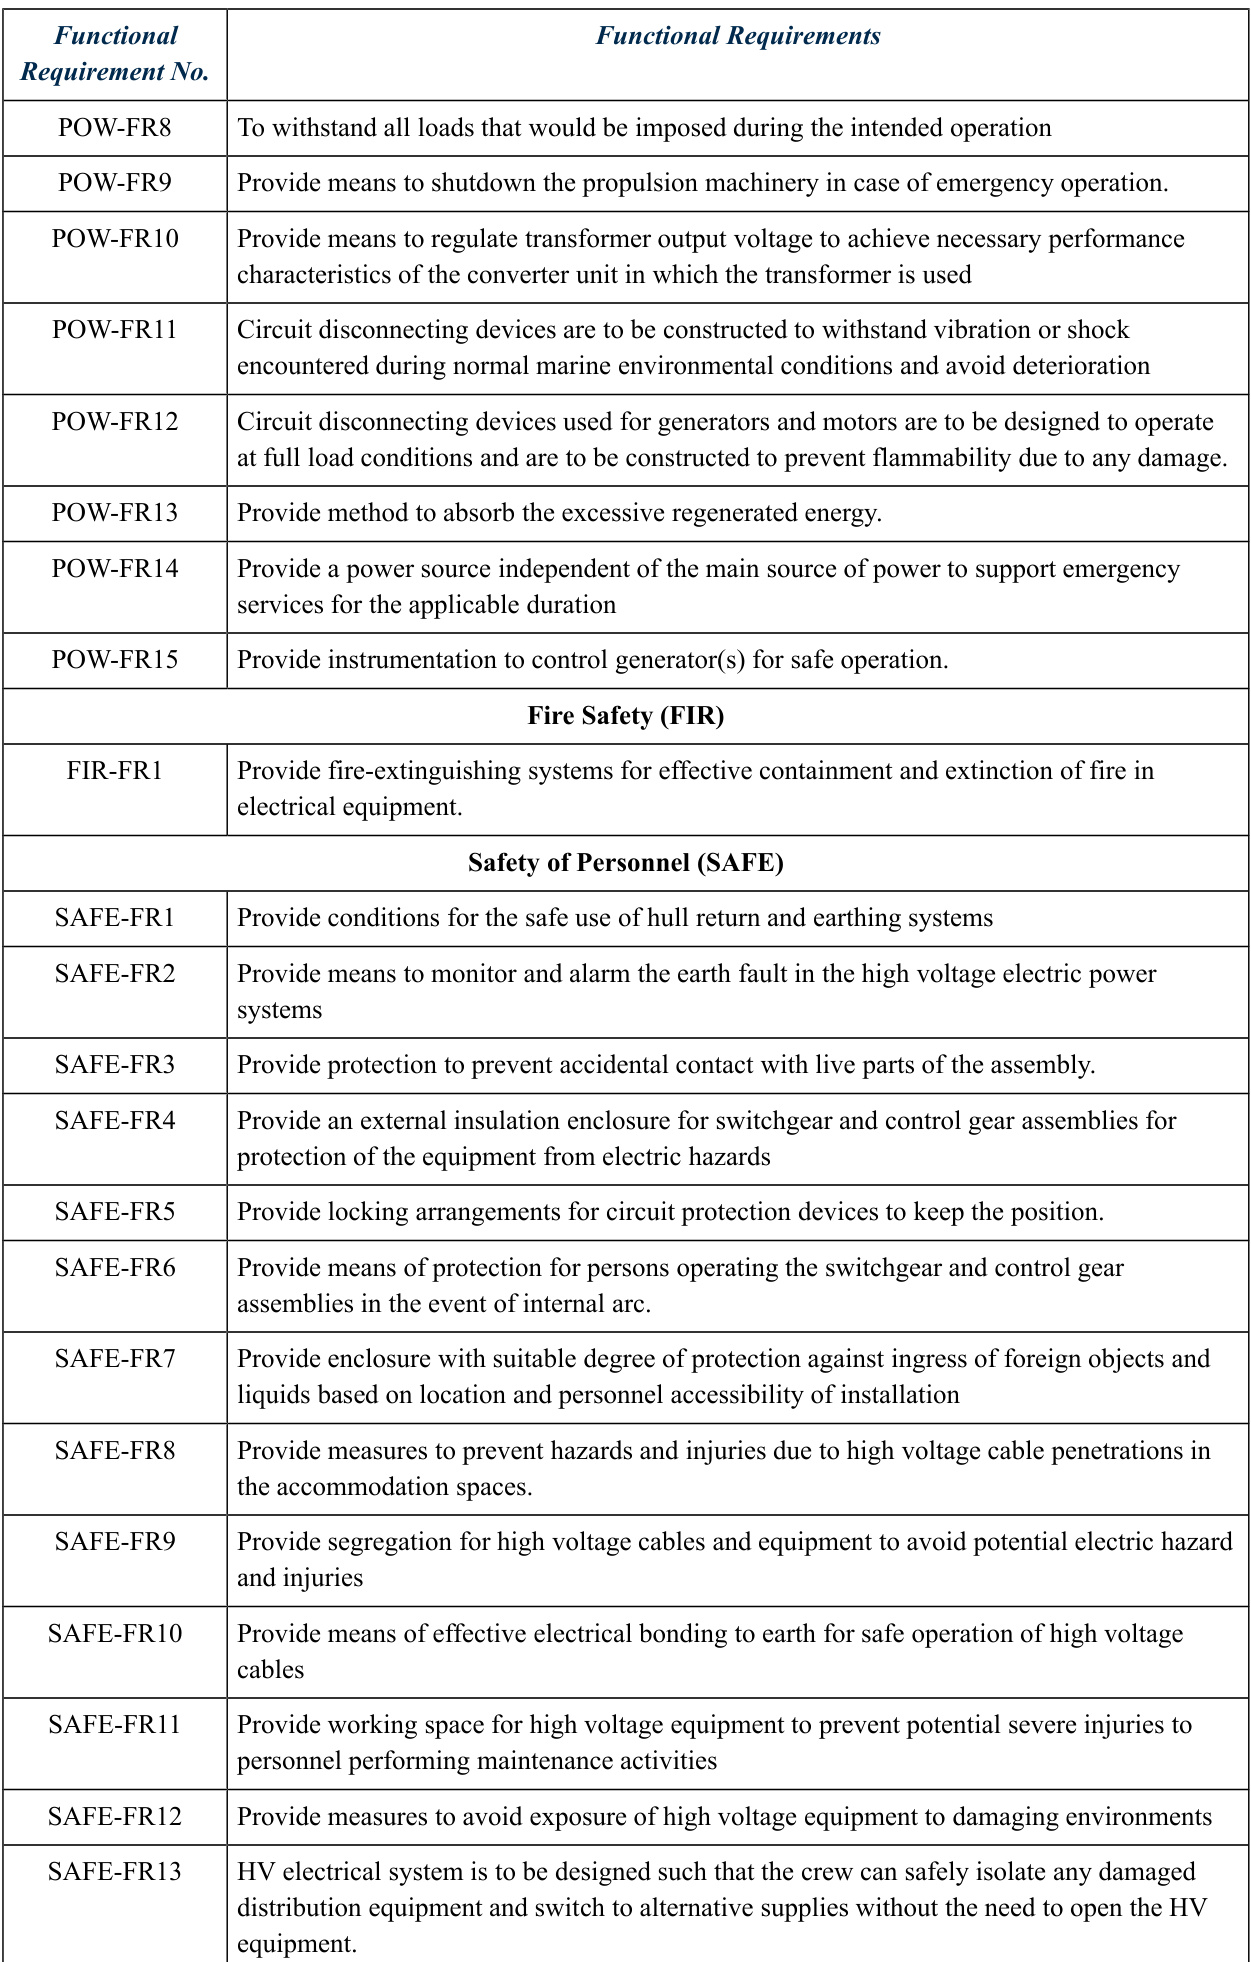 Functional
Requirement No.
Functional Requirements
POW-FR8
To withstand all loads that would be imposed during the intended operation
POW-FR9
Provide means to shutdown the propulsion machinery in case of emergency operation.
POW-FR10
Provide means to regulate transformer output voltage to achieve necessary performance
characteristics of the converter unit in which the transformer is used
POW-FR11
Circuit disconnecting devices are to be constructed to withstand vibration or shock
encountered during normal marine environmental conditions and avoid deterioration
POW-FR12
Circuit disconnecting devices used for generators and motors are to be designed to operate
at full load conditions and are to be constructed to prevent flammability due to any damage.
POW-FR13
Provide method to absorb the excessive regenerated energy.
POW-FR14
Provide a power source independent of the main source of power to support emergency
services for the applicable duration
POW-FR15
Provide instrumentation to control generator(s) for safe operation.
Fire Safety (FIR)
FIR-FR1
Provide fire-extinguishing systems for effective containment and extinction of fire in
electrical equipment.
Safety of Personnel (SAFE)
SAFE-FR1
Provide conditions for the safe use of hull return and earthing systems
SAFE-FR2
Provide means to monitor and alarm the earth fault in the high voltage electric power
systems
SAFE-FR3
Provide protection to prevent accidental contact with live parts of the assembly.
SAFE-FR4
Provide an external insulation enclosure for switchgear and control gear assemblies for
protection of the equipment from electric hazards
SAFE-FR5
Provide locking arrangements for circuit protection devices to keep the position.
SAFE-FR6
Provide means of protection for persons operating the switchgear and control gear
assemblies in the event of internal arc.
SAFE-FR7
Provide enclosure with suitable degree of protection against ingress of foreign objects and
liquids based on location and personnel accessibility of installation
SAFE-FR8
Provide measures to prevent hazards and injuries due to high voltage cable penetrations in
the accommodation spaces.
SAFE-FR9
Provide segregation for high voltage cables and equipment to avoid potential electric hazard
and injuries
SAFE-FR10
Provide means of effective electrical bonding to earth for safe operation of high voltage
cables
SAFE-FR11
Provide working space for high voltage equipment to prevent potential severe injuries to
personnel performing maintenance activities
SAFE-FR12
Provide measures to avoid exposure of high voltage equipment to damaging environments
SAFE-FR13
HV electrical system is to be designed such that the crew can safely isolate any damaged
distribution equipment and switch to alternative supplies without the need to open the HV
equipment.